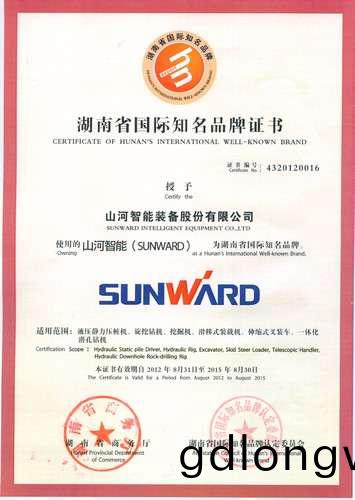 湖南省国际知名品牌
湖南省国际知名品牌证书
CERTIFICATE OF HUNAN'S INTERNATIONAL WELL-KNOWN BRAND
证书编号:
Certificate No.: 4320120016
授予
Certify the
山河智能装备股份有限公司
SUNWARD INTELLIGENT EQUIPMENT CO.,LTD
使用的 山河智能(SUNWARD) 为湖南省国际知名品牌。
Owning as a Hunan's International Well-known Brand.
SUNWARD
适用范围: 液压静力压桩机、旋挖钻机、挖掘机、滑移式装载机、伸缩式叉装车、一体化
潜孔钻机
Certification Scope: Hydraulic Static pile Driver, Hydraulic Rig, Excavator, Skid Steer Loader, Telescopic Handler,
Hydraulic Downhole Rock-drilling Rig
本证书有效期自 2012 年 8 月31日至 2015 年 8 月30日
The Certificate is Valid for a Period from August 2012 to August 2015
湖南省商务厅
Hunan Provincial Department
of Commerce
湖南省国际知名品牌认定委员会
gdlongv